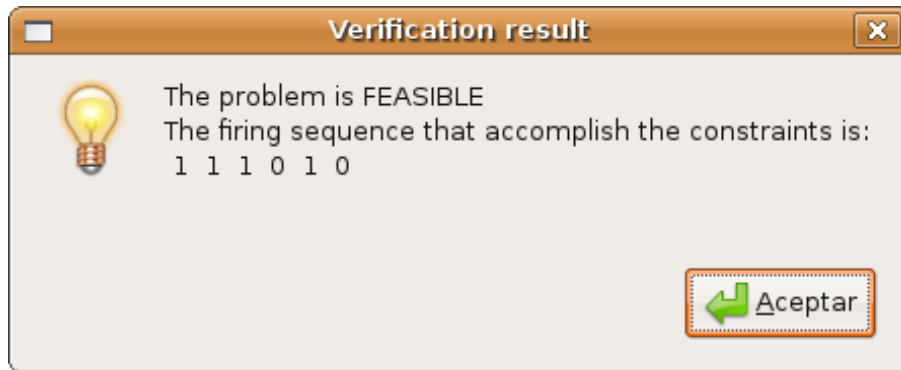 Verification result
The problem is FEASIBLE
The firing sequence that accomplish the constraints is:
1 1 1 0 1 0
Aceptar